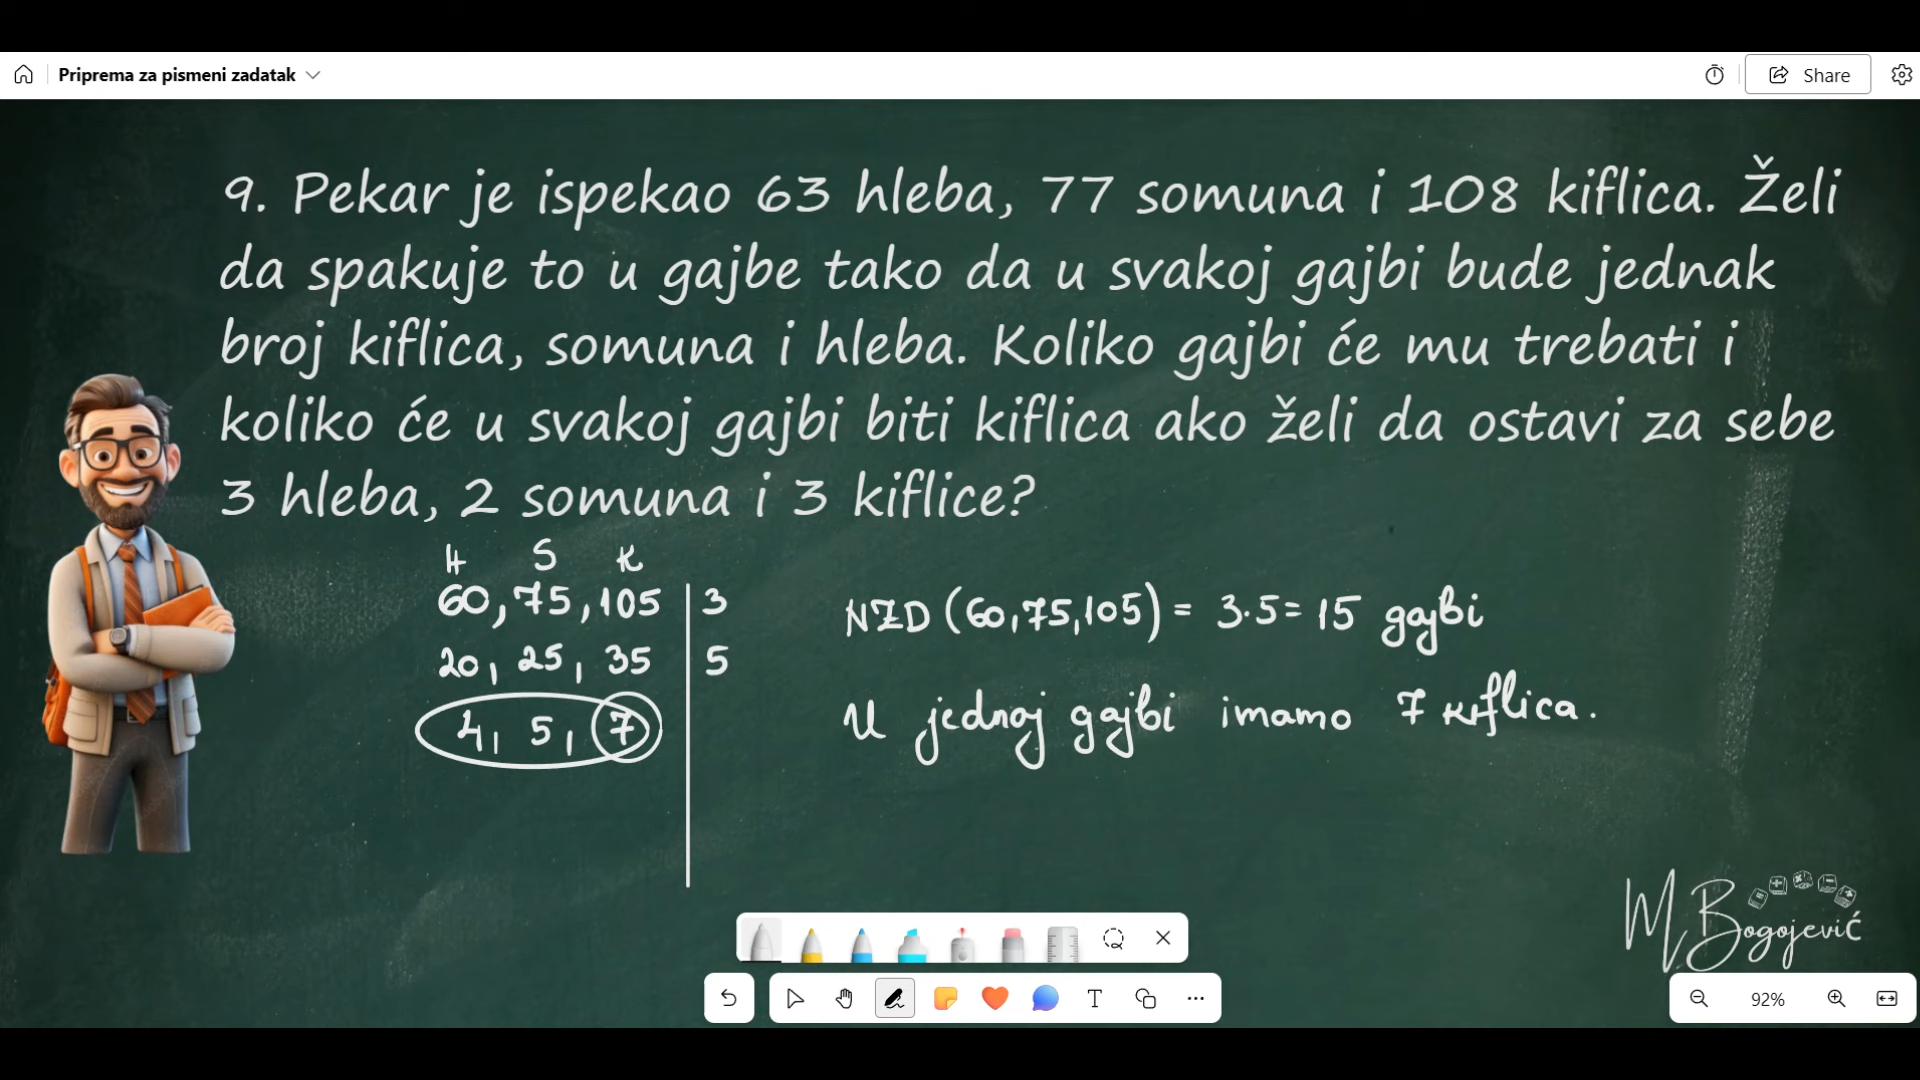 Priprema za pismeni zadatak
Share
9. Pekar je ispekao 63 hleba, 77 somuna i 108 kiflica. Želi
da spakuje to u gajbe tako da u svakoj gajbi bude jednak
broj kiflica, somuna i hleba. Koliko gajbi će mu trebati i
koliko će u svakoj gajbi biti kiflica ako želi da ostavi za sebe
3 hleba, 2 somuna i 3 kiflice?
H S K
60, 75, 105 | 3
20, 25, 35 | 5
4, 5, 7
NZD (60,75,105) = 3·5 = 15 gajbi
U jednoj gajbi imamo 7 kiflica.
M.Bogojević
T
92%